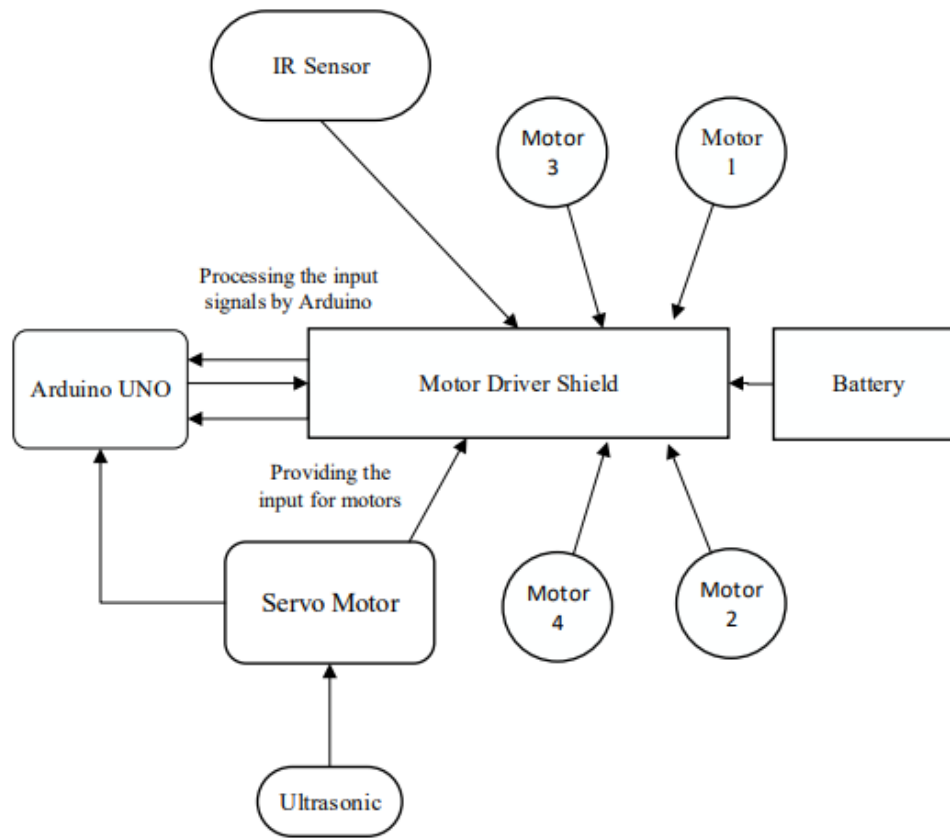 IR Sensor
Motor
3
Motor
1
Processing the input
signals by Arduino
Arduino UNO
Motor Driver Shield
Battery
Providing the
input for motors
Servo Motor
Motor
4
Motor
2
Ultrasonic